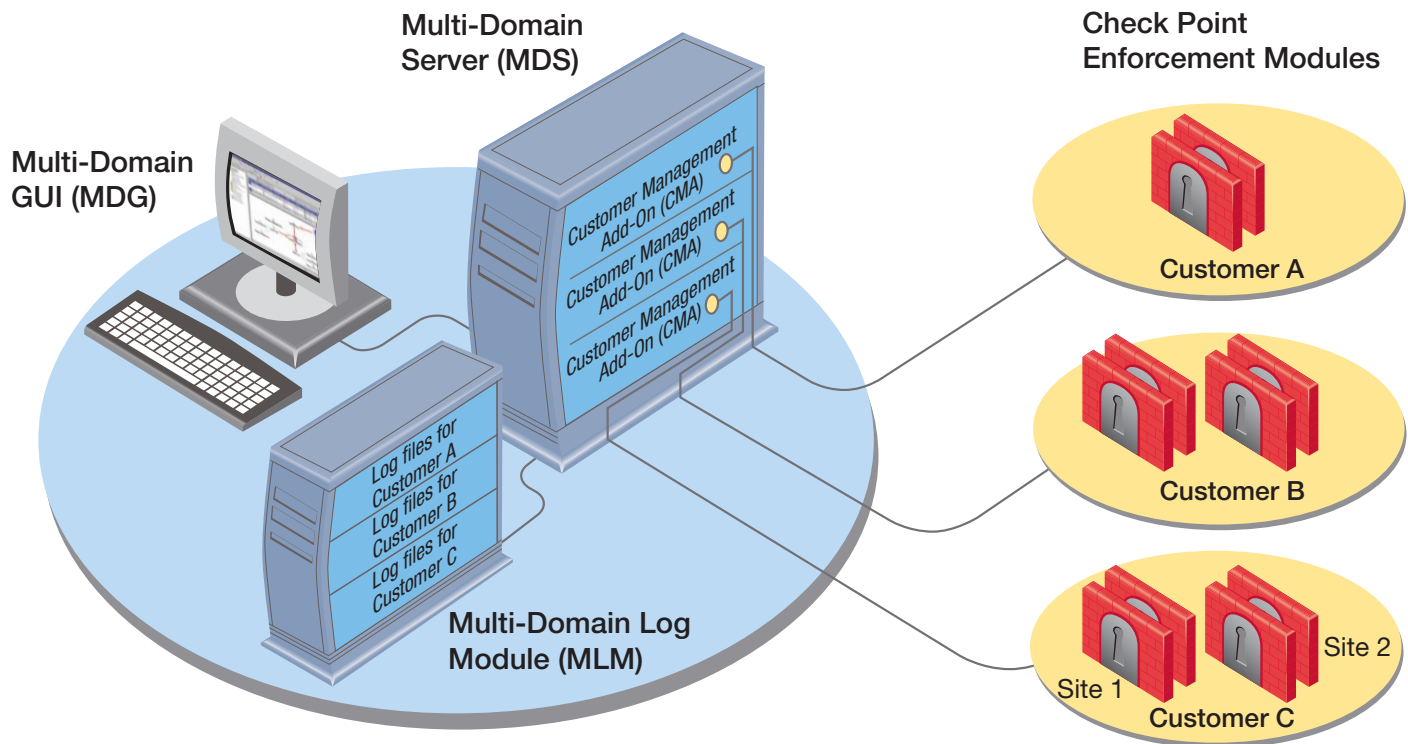 Multi-Domain
Server (MDS)
Check Point
Enforcement Modules
Multi-Domain
GUI (MDG)
Customer Management
Add-On (CMA)
Customer Management
Add-On (CMA)
Customer Management
Add-On (CMA)
Customer A
Log files for
Customer A
Log files for
Customer B
Log files for
Customer C
Customer B
Multi-Domain Log
Module (MLM)
Site 1
Site 2
Customer C